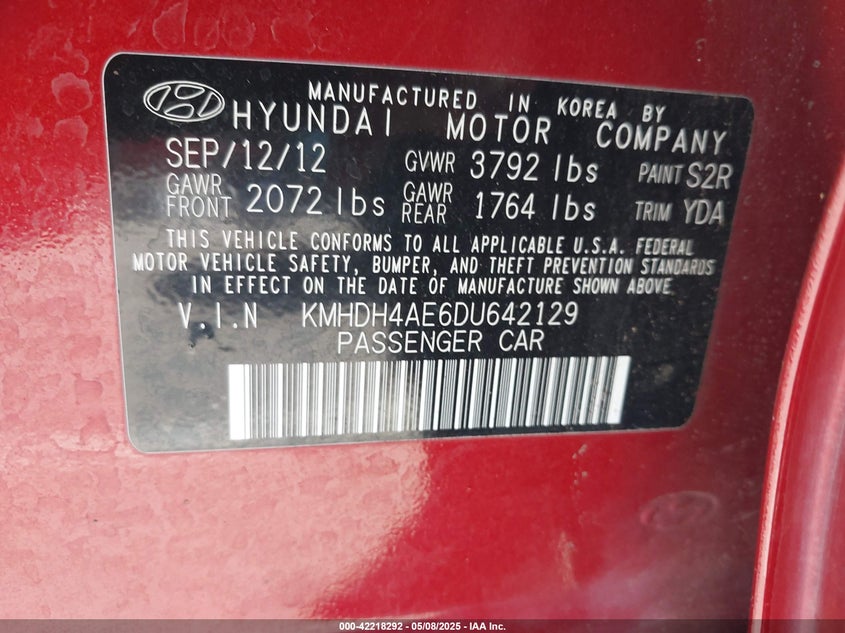 MANUFACTURED IN KOREA BY
HYUNDAI MOTOR COMPANY
SEP/12/12 GVWR 3792 lbs PAINT S2R
GAWR FRONT 2072 lbs GAWR REAR 1764 lbs TRIM YDA
THIS VEHICLE CONFORMS TO ALL APPLICABLE U.S.A. FEDERAL
MOTOR VEHICLE SAFETY, BUMPER, AND THEFT PREVENTION STANDARDS
IN EFFECT ON THE DATE OF MANUFACTURE SHOWN ABOVE.
V.I.N KMHDH4AE6DU642129
PASSENGER CAR
000-42218292 - 05/08/2025 - IAA Inc.